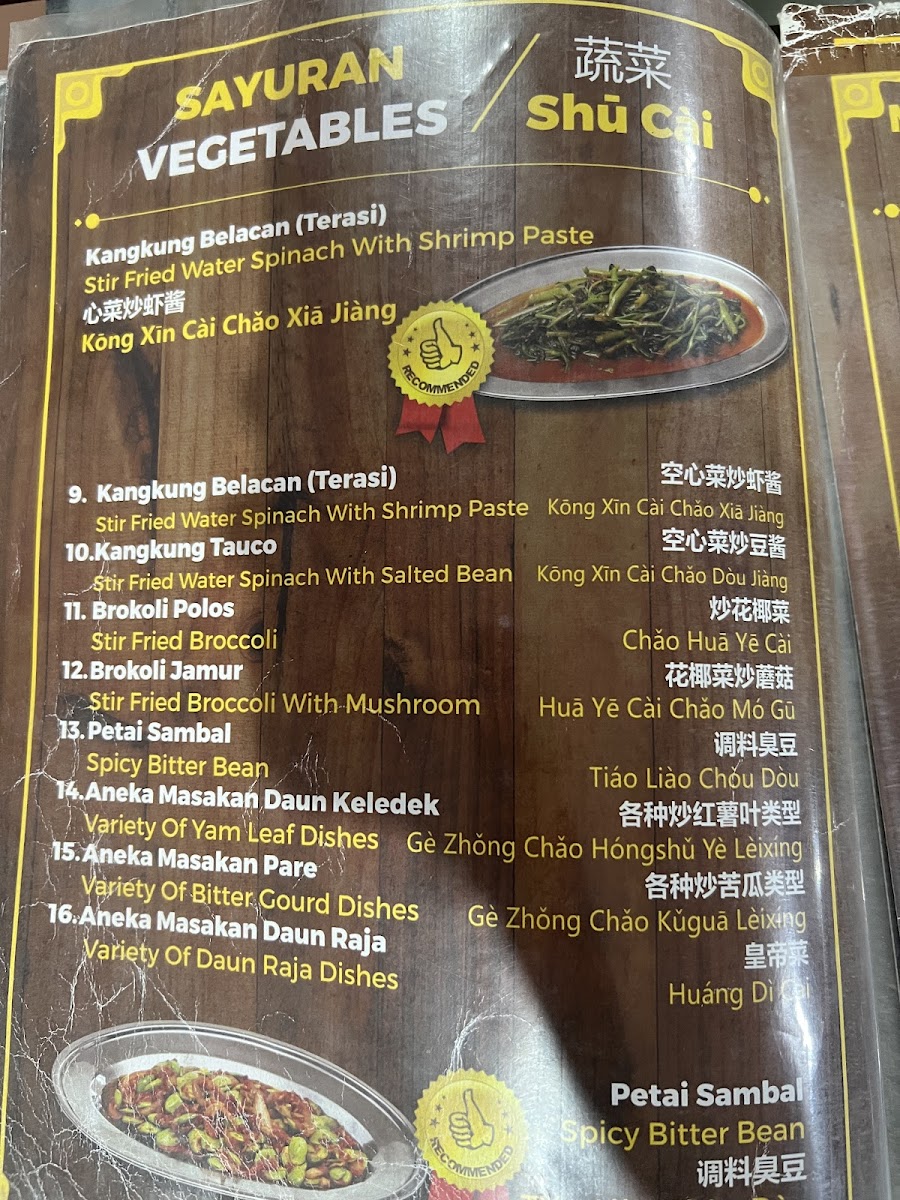 SAYURAN
VEGETABLES
/
蔬菜
Shū Cài
Kangkung Belacan (Terasi)
Stir Fried Water Spinach With Shrimp Paste
心菜炒虾酱
Kōng Xīn Cài Chǎo Xiā Jiàng
RECOMMENDED
9. Kangkung Belacan (Terasi) 空心菜炒虾酱
Stir Fried Water Spinach With Shrimp Paste Kōng Xīn Cài Chǎo Xiā Jiàng
10.Kangkung Tauco 空心菜炒豆酱
Stir Fried Water Spinach With Salted Bean Kōng Xīn Cài Chǎo Dòu Jiàng
11. Brokoli Polos 炒花椰菜
Stir Fried Broccoli Chǎo Huā Yē Cài
12.Brokoli Jamur 花椰菜炒蘑菇
Stir Fried Broccoli With Mushroom Huā Yē Cài Chǎo Mó Gū
13.Petai Sambal 调料臭豆
Spicy Bitter Bean Tiáo Liào Chòu Dòu
14.Aneka Masakan Daun Keledek 各种炒红薯叶类型
Variety Of Yam Leaf Dishes Gè Zhǒng Chǎo Hóngshǔ Yè Lèixíng
15.Aneka Masakan Pare 各种炒苦瓜类型
Variety Of Bitter Gourd Dishes Gè Zhǒng Chǎo Kǔguā Lèixíng
16.Aneka Masakan Daun Raja 皇帝菜
Variety Of Daun Raja Dishes Huáng Dì Cài
Petai Sambal
Spicy Bitter Bean
调料臭豆
RECOMMENDED